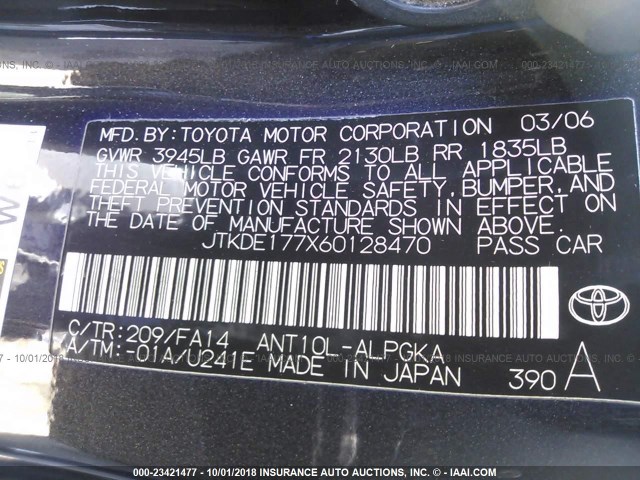 MFD. BY: TOYOTA MOTOR CORPORATION 03/06
GVWR 3945LB GAWR FR 2130LB RR 1835LB
THIS VEHICLE CONFORMS TO ALL APPLICABLE
FEDERAL MOTOR VEHICLE SAFETY, BUMPER, AND
THEFT PREVENTION STANDARDS IN EFFECT ON
THE DATE OF MANUFACTURE SHOWN ABOVE.
JTKDE177X60128470 PASS CAR
C/TR: 209/FA14 ANT10L-ALPGKA
A/TM: -01A/U241E MADE IN JAPAN
390 A
000-23421477 - 10/01/2018 INSURANCE AUTO AUCTIONS, INC. © - IAAI.COM